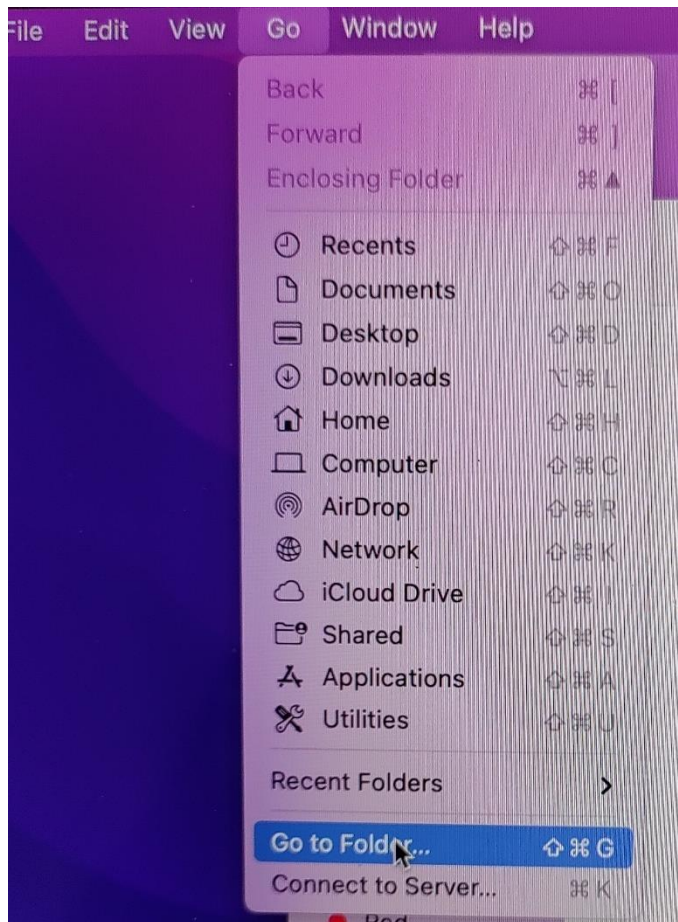 File Edit View Go Window Help
Back ⌘ [
Forward ⌘ ]
Enclosing Folder ⌘ ▲
Recents ⇧ ⌘ F
Documents ⇧ ⌘ O
Desktop ⇧ ⌘ D
Downloads ⌥ ⌘ L
Home ⇧ ⌘ H
Computer ⇧ ⌘ C
AirDrop ⇧ ⌘ R
Network ⇧ ⌘ K
iCloud Drive ⇧ ⌘ I
Shared ⇧ ⌘ S
Applications ⇧ ⌘ A
Utilities ⇧ ⌘ U
Recent Folders >
Go to Folder... ⇧ ⌘ G
Connect to Server... ⌘ K
Red